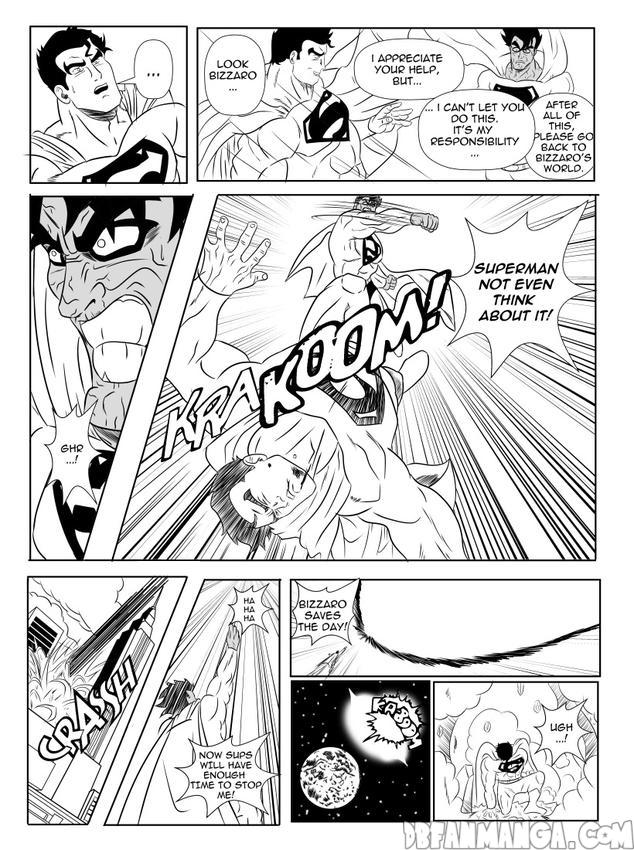 ...
LOOK
BIZZARO
...
I APPRECIATE
YOUR HELP,
BUT...
... I CAN'T LET YOU
DO THIS.
IT'S MY
RESPONSIBILITY
...
AFTER
ALL OF
THIS,
PLEASE GO
BACK TO
BIZZARO'S
WORLD.
GHR
...!
SUPERMAN
NOT EVEN
THINK
ABOUT IT!
KRAKOOM!
CRASSH
HA
HA
HA
NOW SUPS
WILL HAVE
ENOUGH
TIME TO STOP
ME!
BIZZARO
SAVES
THE DAY!
UGH
....!
DBFANMANGA.COM